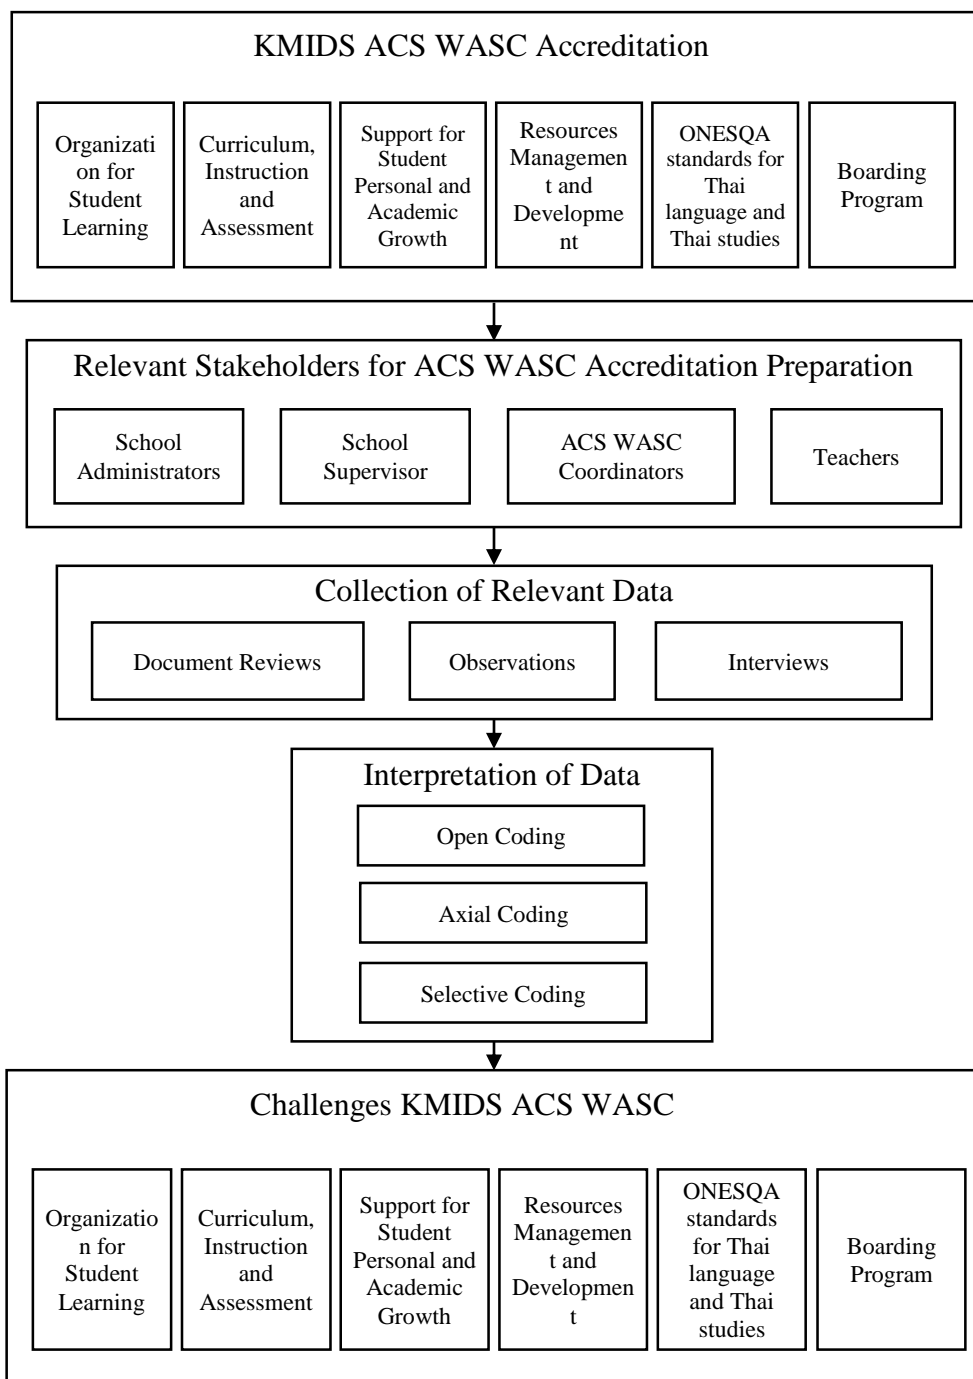 KMIDS ACS WASC Accreditation
Organizati
on for
Student
Learning
Curriculum,
Instruction
and
Assessment
Support for
Student
Personal and
Academic
Growth
Resources
Managemen
t and
Developme
nt
ONESQA
standards for
Thai
language and
Thai studies
Boarding
Program
Relevant Stakeholders for ACS WASC Accreditation Preparation
School
Administrators
School
Supervisor
ACS WASC
Coordinators
Teachers
Collection of Relevant Data
Document Reviews
Observations
Interviews
Interpretation of Data
Open Coding
Axial Coding
Selective Coding
Challenges KMIDS ACS WASC
Organizatio
n for
Student
Learning
Curriculum,
Instruction
and
Assessment
Support for
Student
Personal and
Academic
Growth
Resources
Managemen
t and
Developmen
t
ONESQA
standards
for Thai
language
and Thai
studies
Boarding
Program